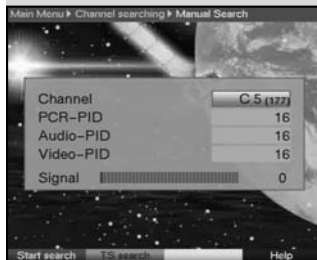 Main Menu Channel searching Manual Search
Channel C 5 (177)
PCR-PID 16
Audio-PID 16
Video-PID 16
Signal 0
Start search TS search Help